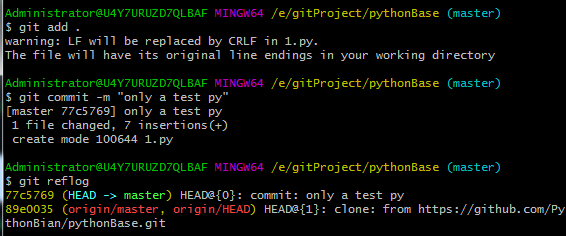 Administrator@U4Y7URUZD7QLBAF MINGW64 /e/gitProject/pythonBase (master)
$ git add .
warning: LF will be replaced by CRLF in 1.py.
The file will have its original line endings in your working directory
Administrator@U4Y7URUZD7QLBAF MINGW64 /e/gitProject/pythonBase (master)
$ git commit -m "only a test py"
[master 77c5769] only a test py
 1 file changed, 7 insertions(+)
 create mode 100644 1.py
Administrator@U4Y7URUZD7QLBAF MINGW64 /e/gitProject/pythonBase (master)
$ git reflog
77c5769 (HEAD -> master) HEAD@{0}: commit: only a test py
89e0035 (origin/master, origin/HEAD) HEAD@{1}: clone: from https://github.com/Py
thonBian/pythonBase.git